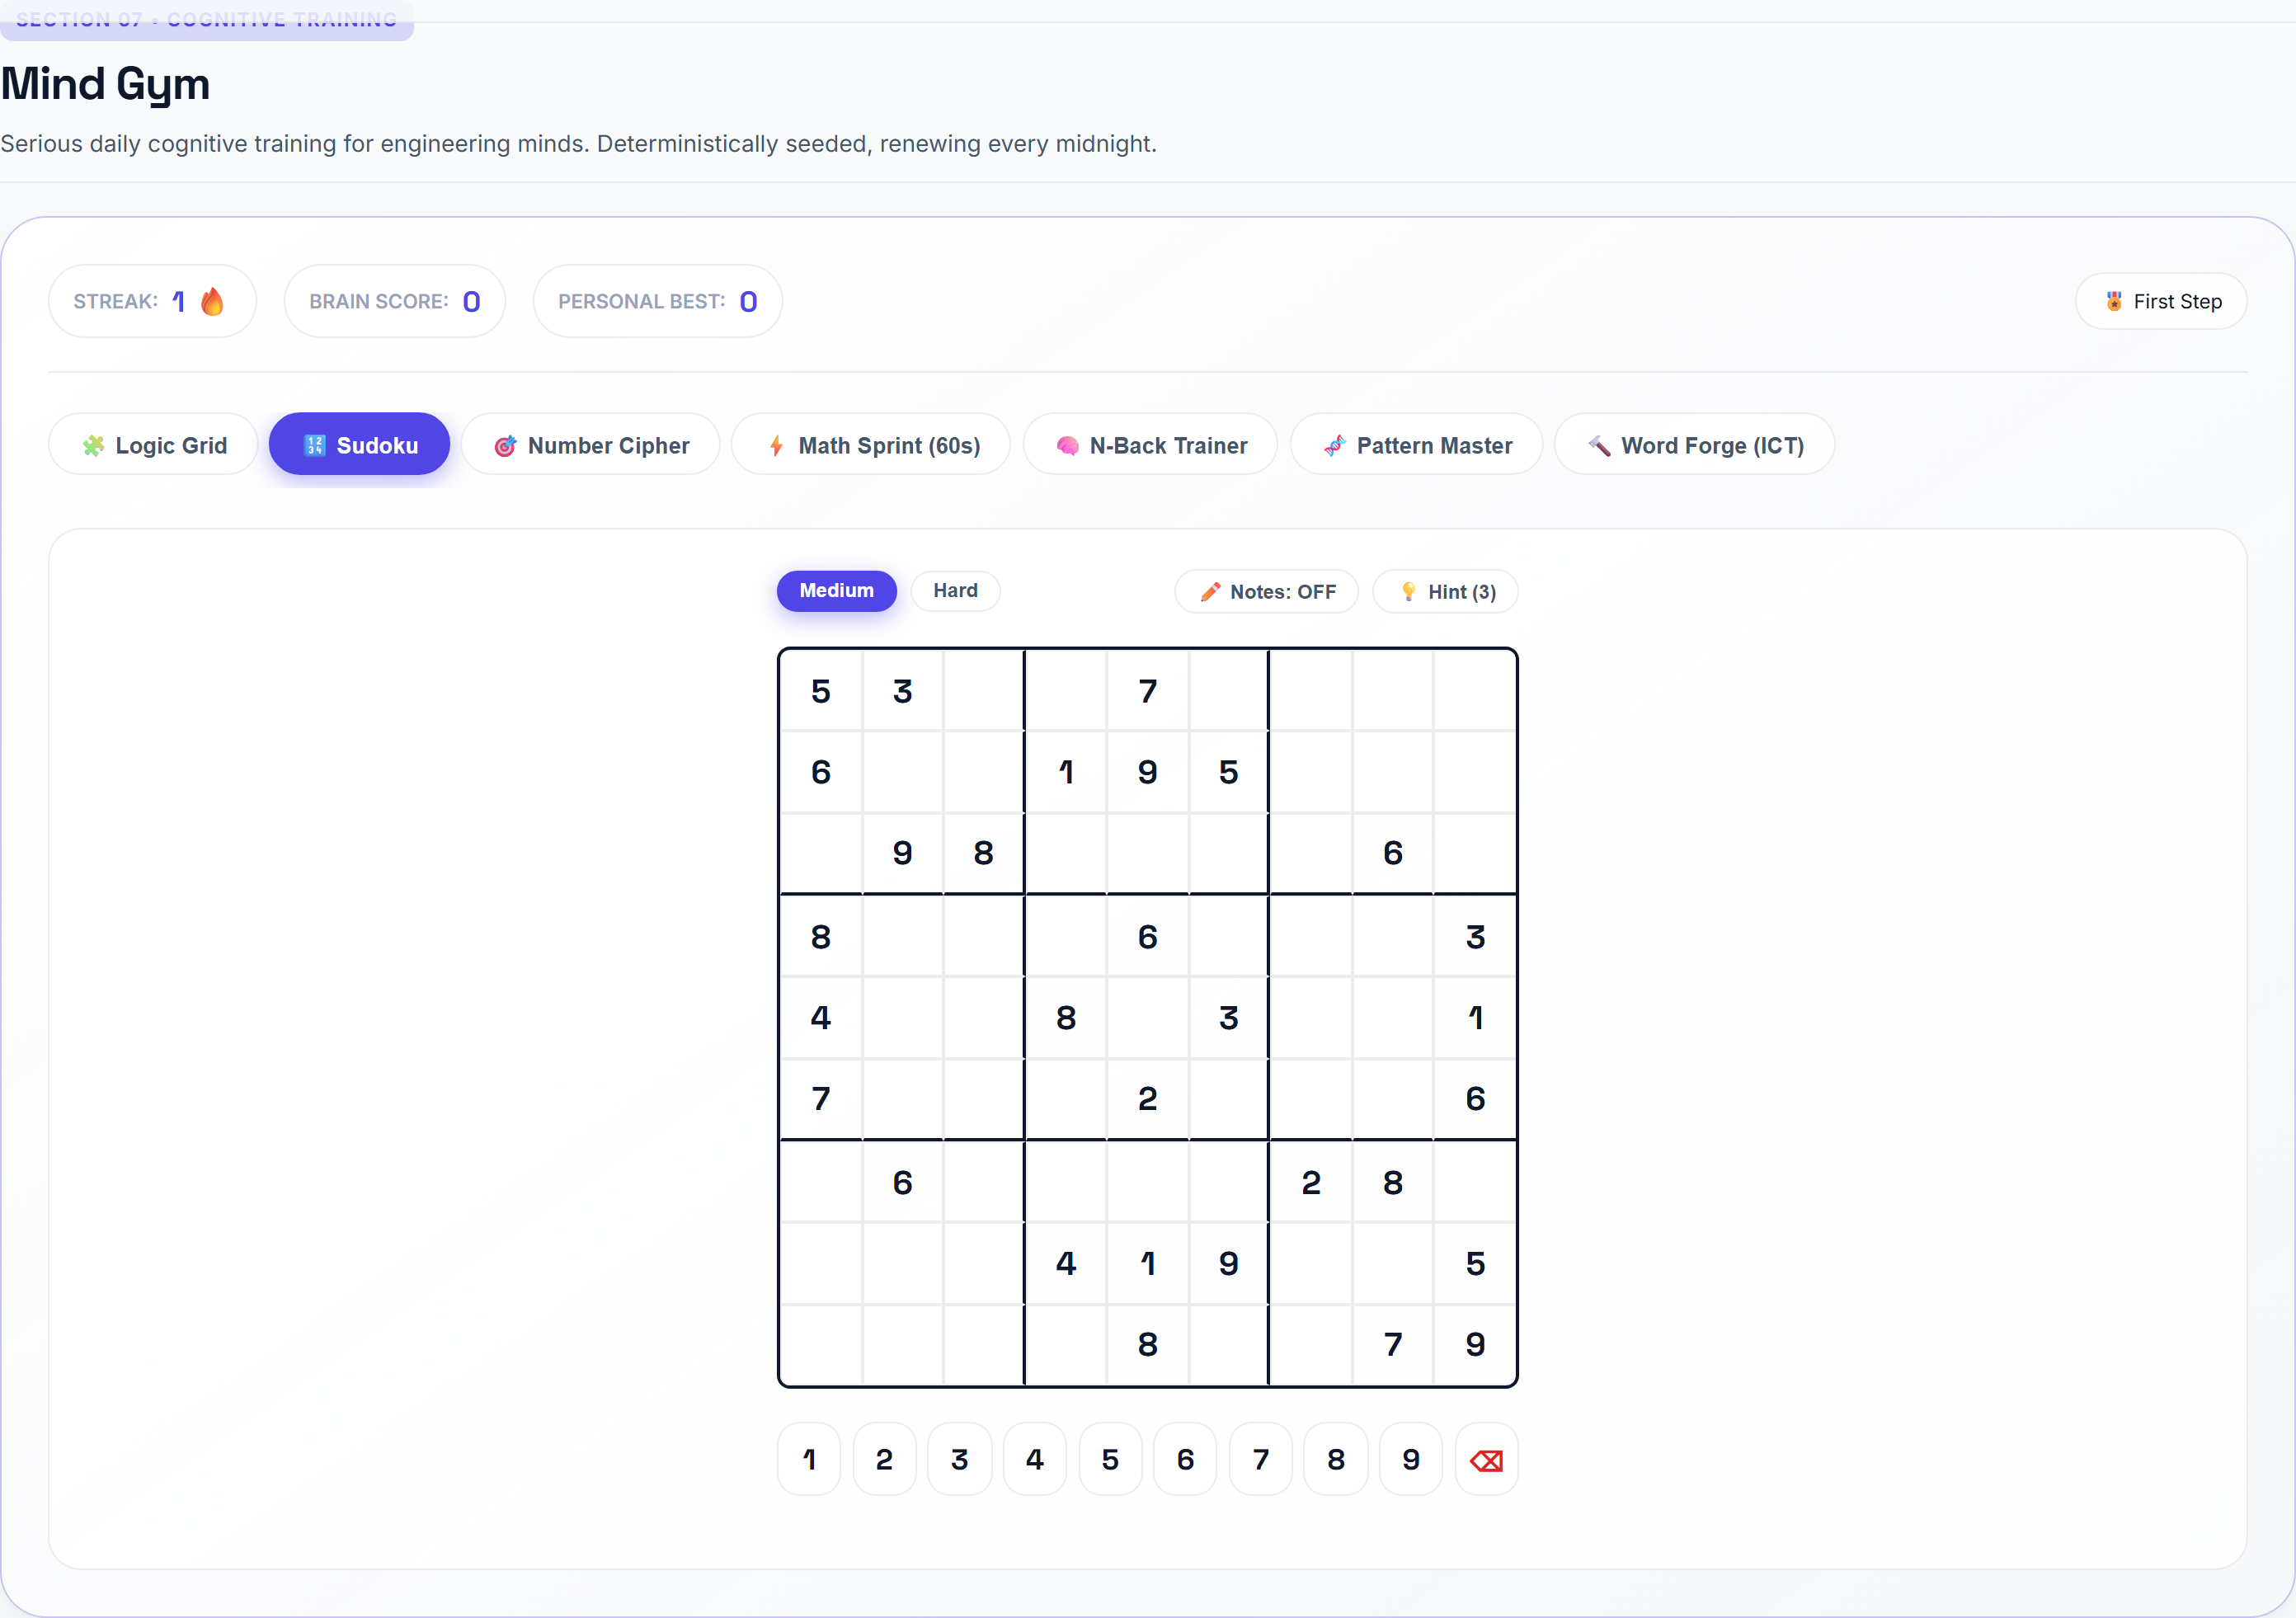 SECTION 07 • COGNITIVE TRAINING
Mind Gym
Serious daily cognitive training for engineering minds. Deterministically seeded, renewing every midnight.
STREAK: 1 🔥 BRAIN SCORE: 0 PERSONAL BEST: 0 🏅 First Step
🧩 Logic Grid 🔢 Sudoku 🎯 Number Cipher ⚡ Math Sprint (60s) 🧠 N-Back Trainer 🧬 Pattern Master 🔨 Word Forge (ICT)
Medium Hard ✏️ Notes: OFF 💡 Hint (3)
5 3 7
6 1 9 5
9 8 6
8 6 3
4 8 3 1
7 2 6
6 2 8
4 1 9 5
8 7 9
1 2 3 4 5 6 7 8 9 ⌫